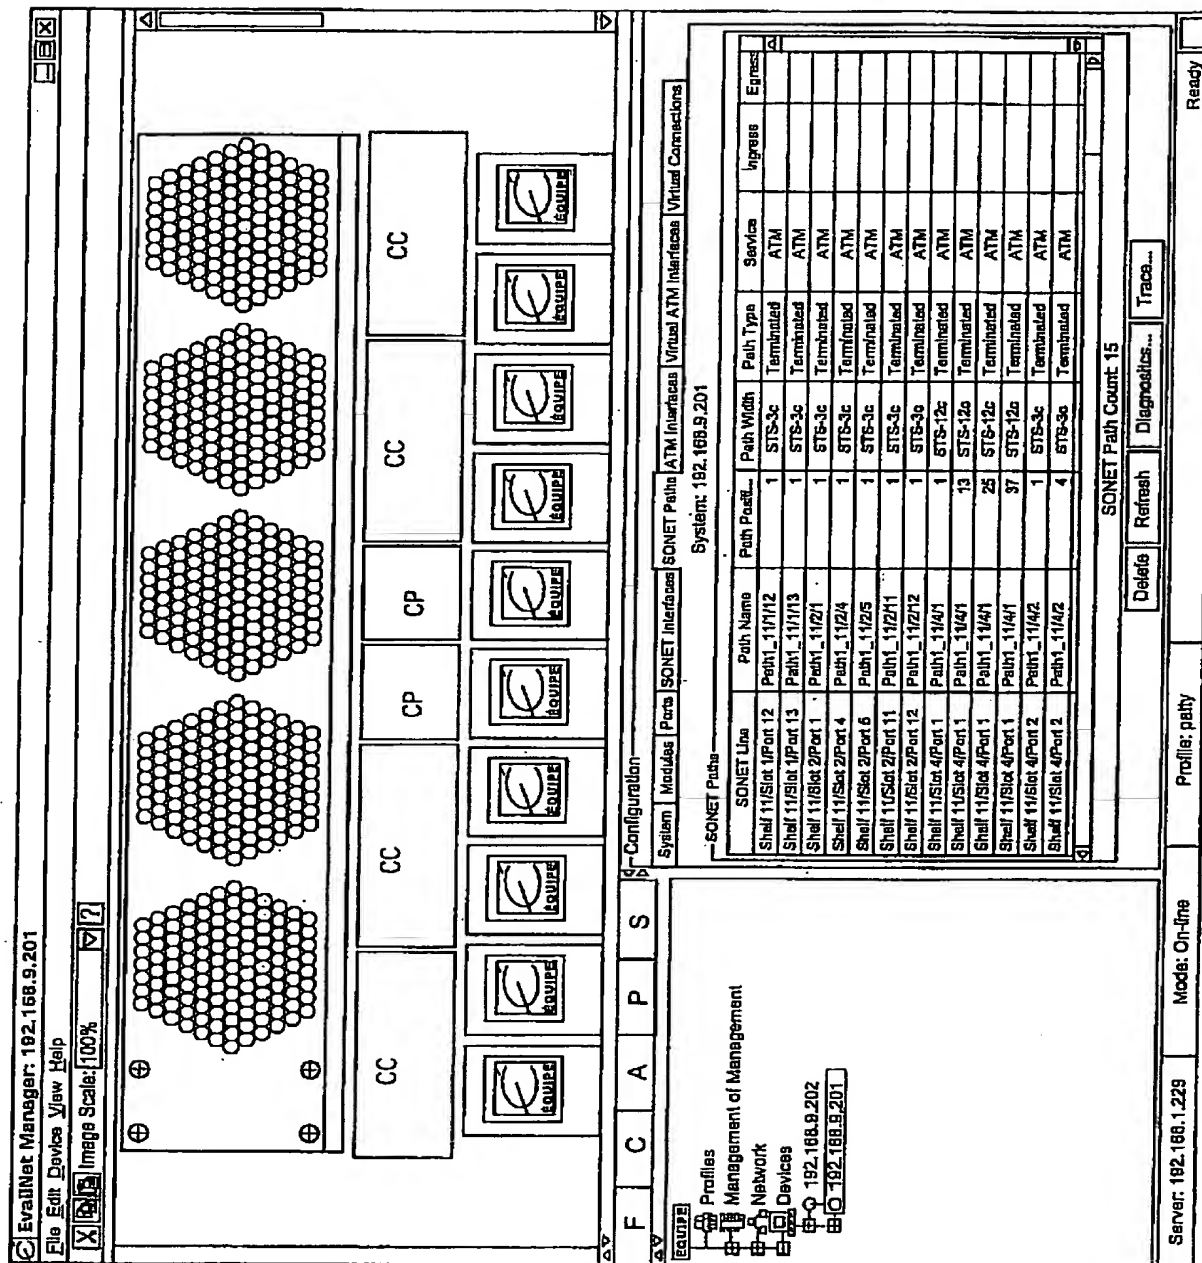 EvallNet Manager: 192.168.9.201
File Edit Device View Help
Image Scale: 100%
CC CC CP CP CC CC
EQUIPE EQUIPE EQUIPE EQUIPE EQUIPE EQUIPE EQUIPE EQUIPE EQUIPE EQUIPE
F C A P S
EQUIPE
Profiles
Management of Management
Network
Devices
192.168.9.202
192.168.9.201
Configuration
System Modules Ports SONET Interfaces SONET Paths ATM Interfaces Virtual ATM Interfaces Virtual Connections
System: 192.168.9.201
SONET Paths
SONET Line Path Name Path Positi... Path Width Path Type Service Ingress Egress
Shelf 11/Slot 1/Port 12 Path1_11/1/12 1 STS-3c Terminated ATM
Shelf 11/Slot 1/Port 13 Path1_11/1/13 1 STS-3c Terminated ATM
Shelf 11/Slot 2/Port 1 Path1_11/2/1 1 STS-3c Terminated ATM
Shelf 11/Slot 2/Port 4 Path1_11/2/4 1 STS-3c Terminated ATM
Shelf 11/Slot 2/Port 5 Path1_11/2/5 1 STS-3c Terminated ATM
Shelf 11/Slot 2/Port 11 Path1_11/2/11 1 STS-3c Terminated ATM
Shelf 11/Slot 2/Port 12 Path1_11/2/12 1 STS-3c Terminated ATM
Shelf 11/Slot 4/Port 1 Path1_11/4/1 1 STS-12c Terminated ATM
Shelf 11/Slot 4/Port 1 Path1_11/4/1 13 STS-12c Terminated ATM
Shelf 11/Slot 4/Port 1 Path1_11/4/1 25 STS-12c Terminated ATM
Shelf 11/Slot 4/Port 1 Path1_11/4/1 37 STS-12c Terminated ATM
Shelf 11/Slot 4/Port 2 Path1_11/4/2 1 STS-3c Terminated ATM
Shelf 11/Slot 4/Port 2 Path1_11/4/2 4 STS-3c Terminated ATM
SONET Path Count: 15
Delete Refresh Diagnositcs... Trace...
Server: 192.168.1.229 Mode: On-line Profile: patty Ready